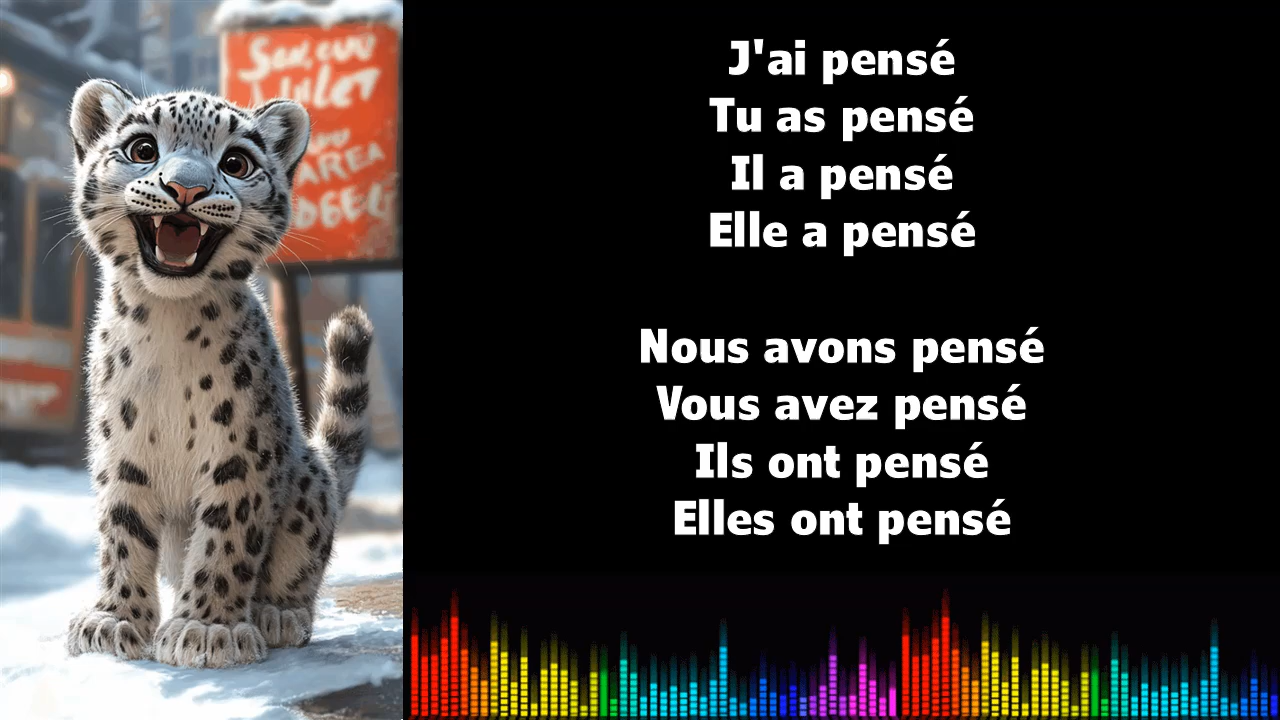 J'ai pensé
Tu as pensé
Il a pensé
Elle a pensé
Nous avons pensé
Vous avez pensé
Ils ont pensé
Elles ont pensé